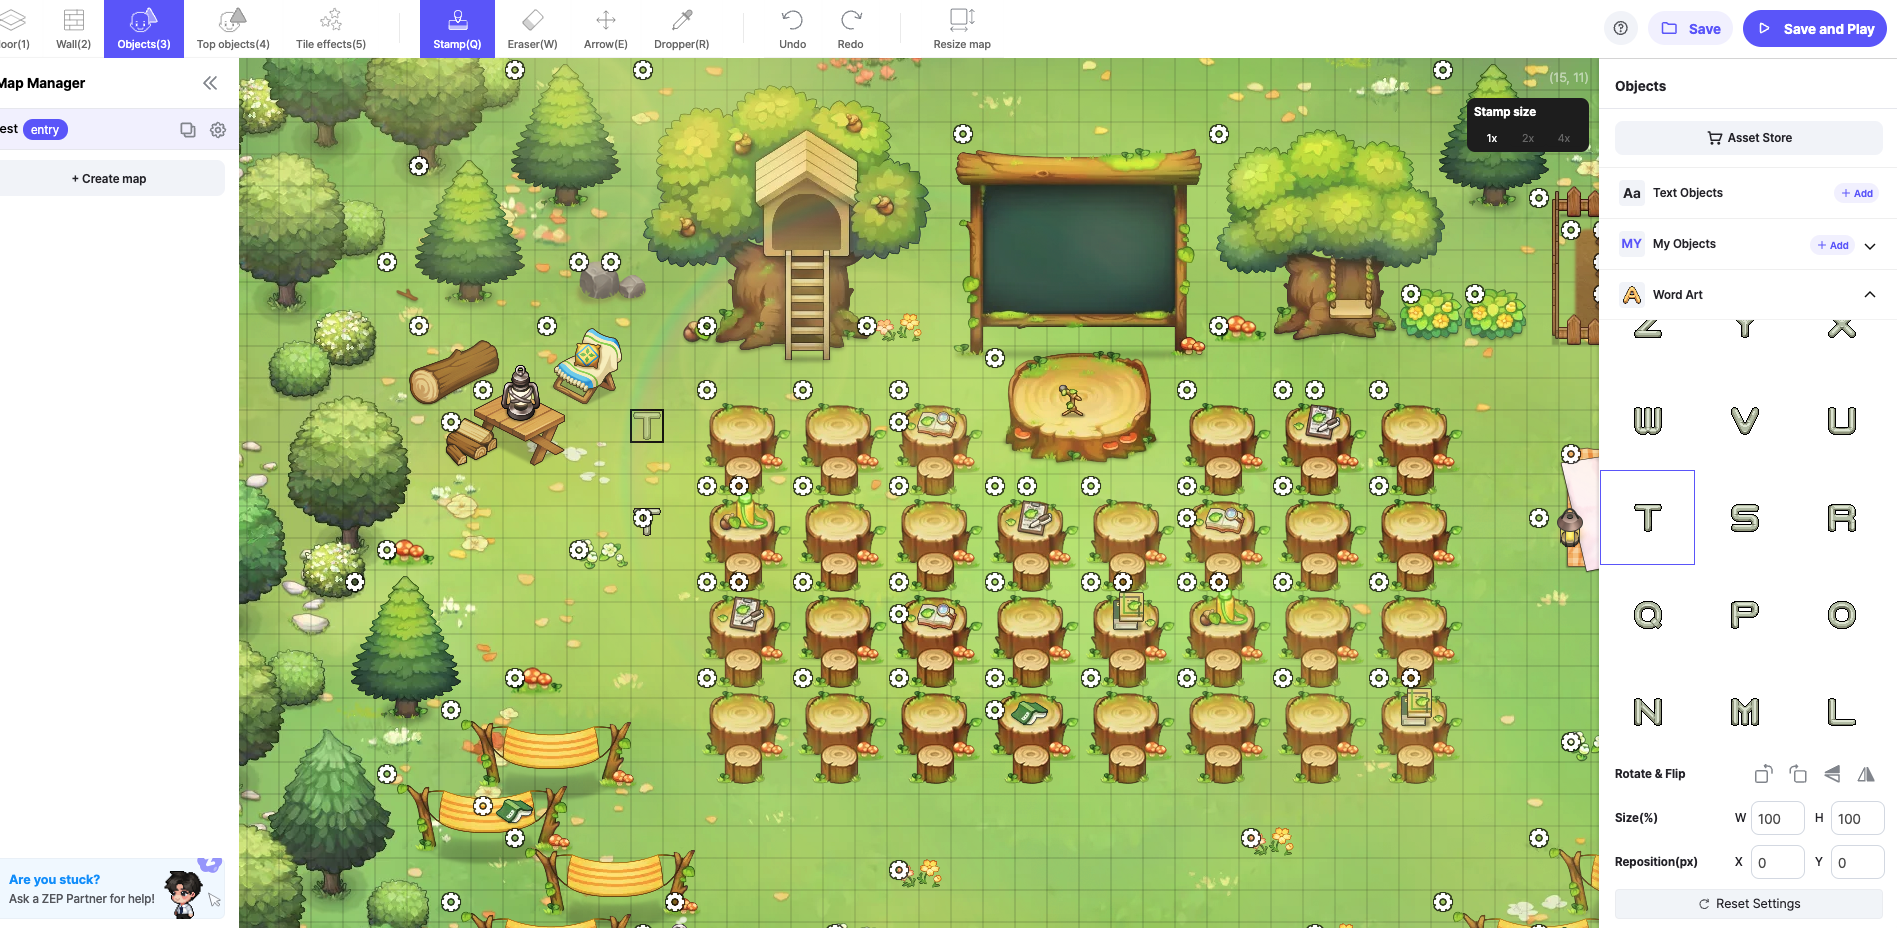 oor(1)
Wall(2)
Objects(3)
Top objects(4)
Tile effects(5)
Stamp(Q)
Eraser(W)
Arrow(E)
Dropper(R)
Undo
Redo
Resize map
Save
Save and Play
Map Manager
est entry
+ Create map
Are you stuck?
Ask a ZEP Partner for help!
(15, 11)
Stamp size
1x 2x 4x
T
T
Objects
Asset Store
Aa Text Objects + Add
MY My Objects + Add
A Word Art
Z Y X
W V U
T S R
Q P O
N M L
Rotate & Flip
Size(%) W 100 H 100
Reposition(px) X 0 Y 0
Reset Settings